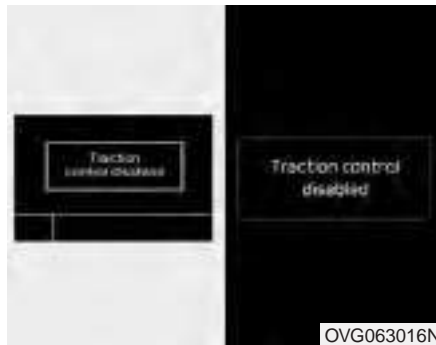 Traction
control disabled
Traction control
disabled
OVG063016N